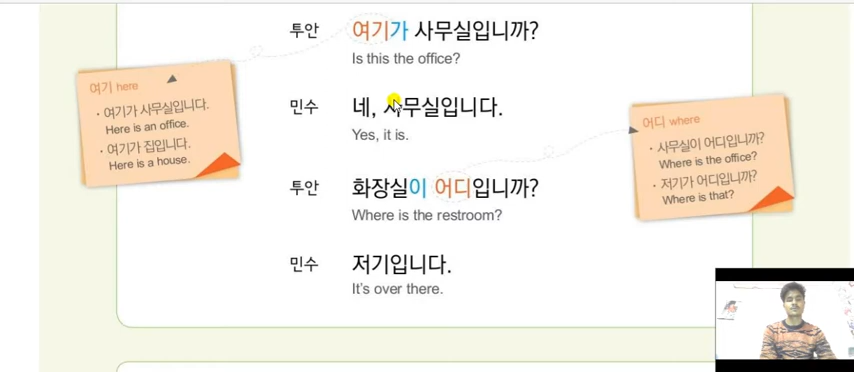 투안
여기가 사무실입니까?
Is this the office?
여기 here
• 여기가 사무실입니다.
Here is an office.
• 여기가 집입니다.
Here is a house.
민수
네, 사무실입니다.
Yes, it is.
어디 where
• 사무실이 어디입니까?
Where is the office?
• 저기가 어디입니까?
Where is that?
투안
화장실이 어디입니까?
Where is the restroom?
민수
저기입니다.
It's over there.